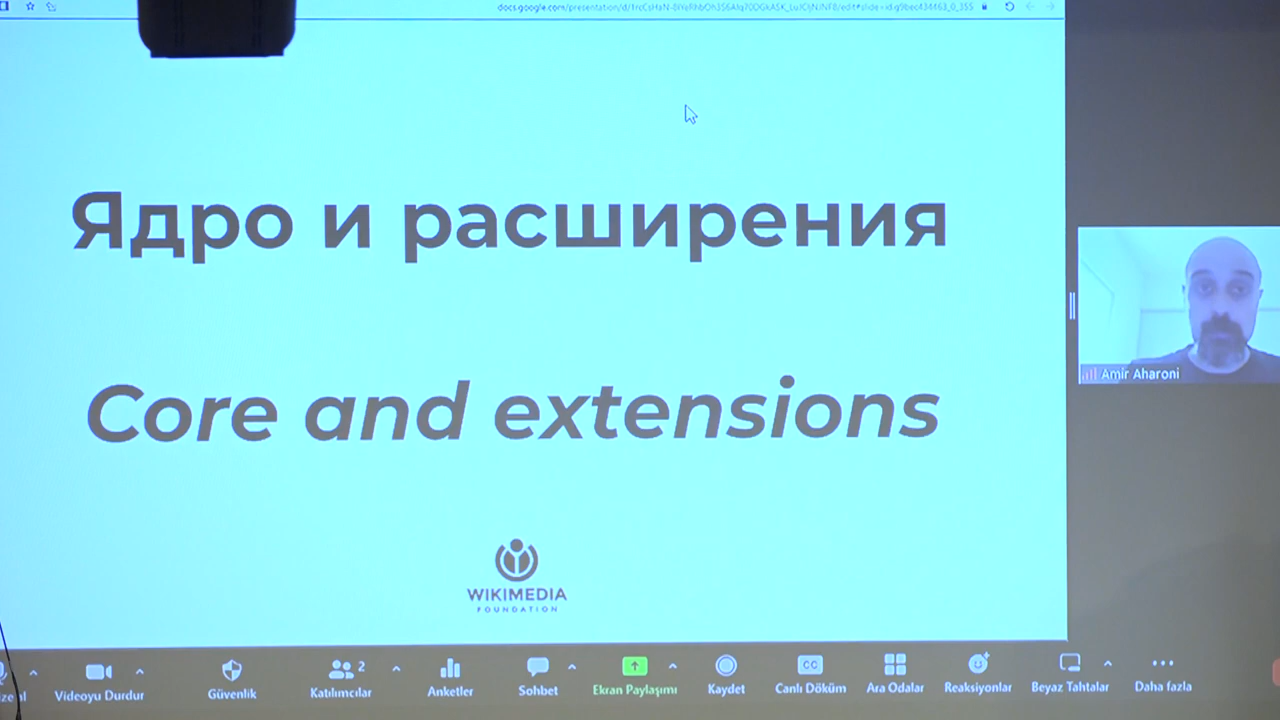 Ядро и расширения
Core and extensions
WIKIMEDIA
FOUNDATION
Amir Aharoni
Videoyu Durdur
Güvenlik
2
Katılımcılar
Anketler
Sohbet
Ekran Paylaşımı
Kaydet
CC
Canlı Döküm
Ara Odalar
Reaksiyonlar
Beyaz Tahtalar
Daha fazla